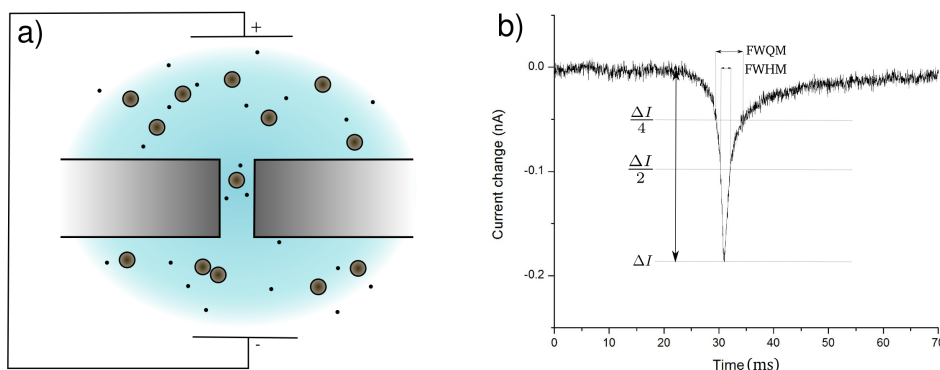 a)
+
-
b)
FWQM
FWHM
0.0
ΔI
4
-0.1
ΔI
2
-0.2
ΔI
Current change (nA)
0 10 20 30 40 50 60 70
Time (ms)